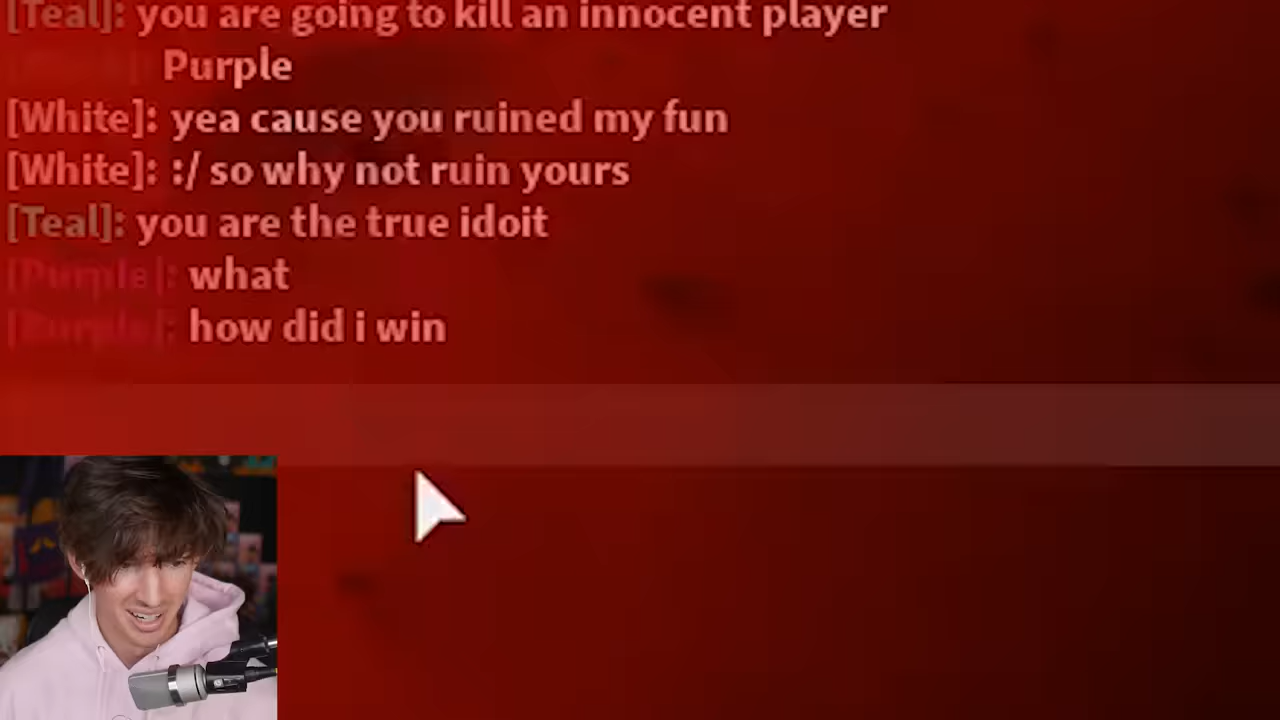 [Teal]: you are going to kill an innocent player
Purple
[White]: yea cause you ruined my fun
[White]: :/ so why not ruin yours
[Teal]: you are the true idoit
[Purple]: what
[Purple]: how did i win